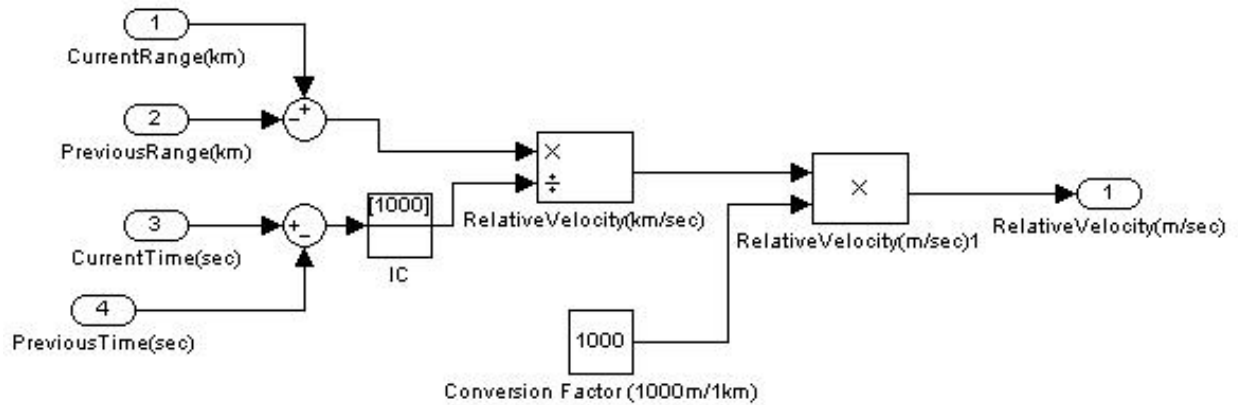 1
CurrentRange(km)
2
PreviousRange(km)
3
CurrentTime(sec)
4
PreviousTime(sec)
[1000]
IC
×
÷
RelativeVelocity(km/sec)
1000
Conversion Factor (1000m/1km)
×
RelativeVelocity(m/sec)1
1
RelativeVelocity(m/sec)